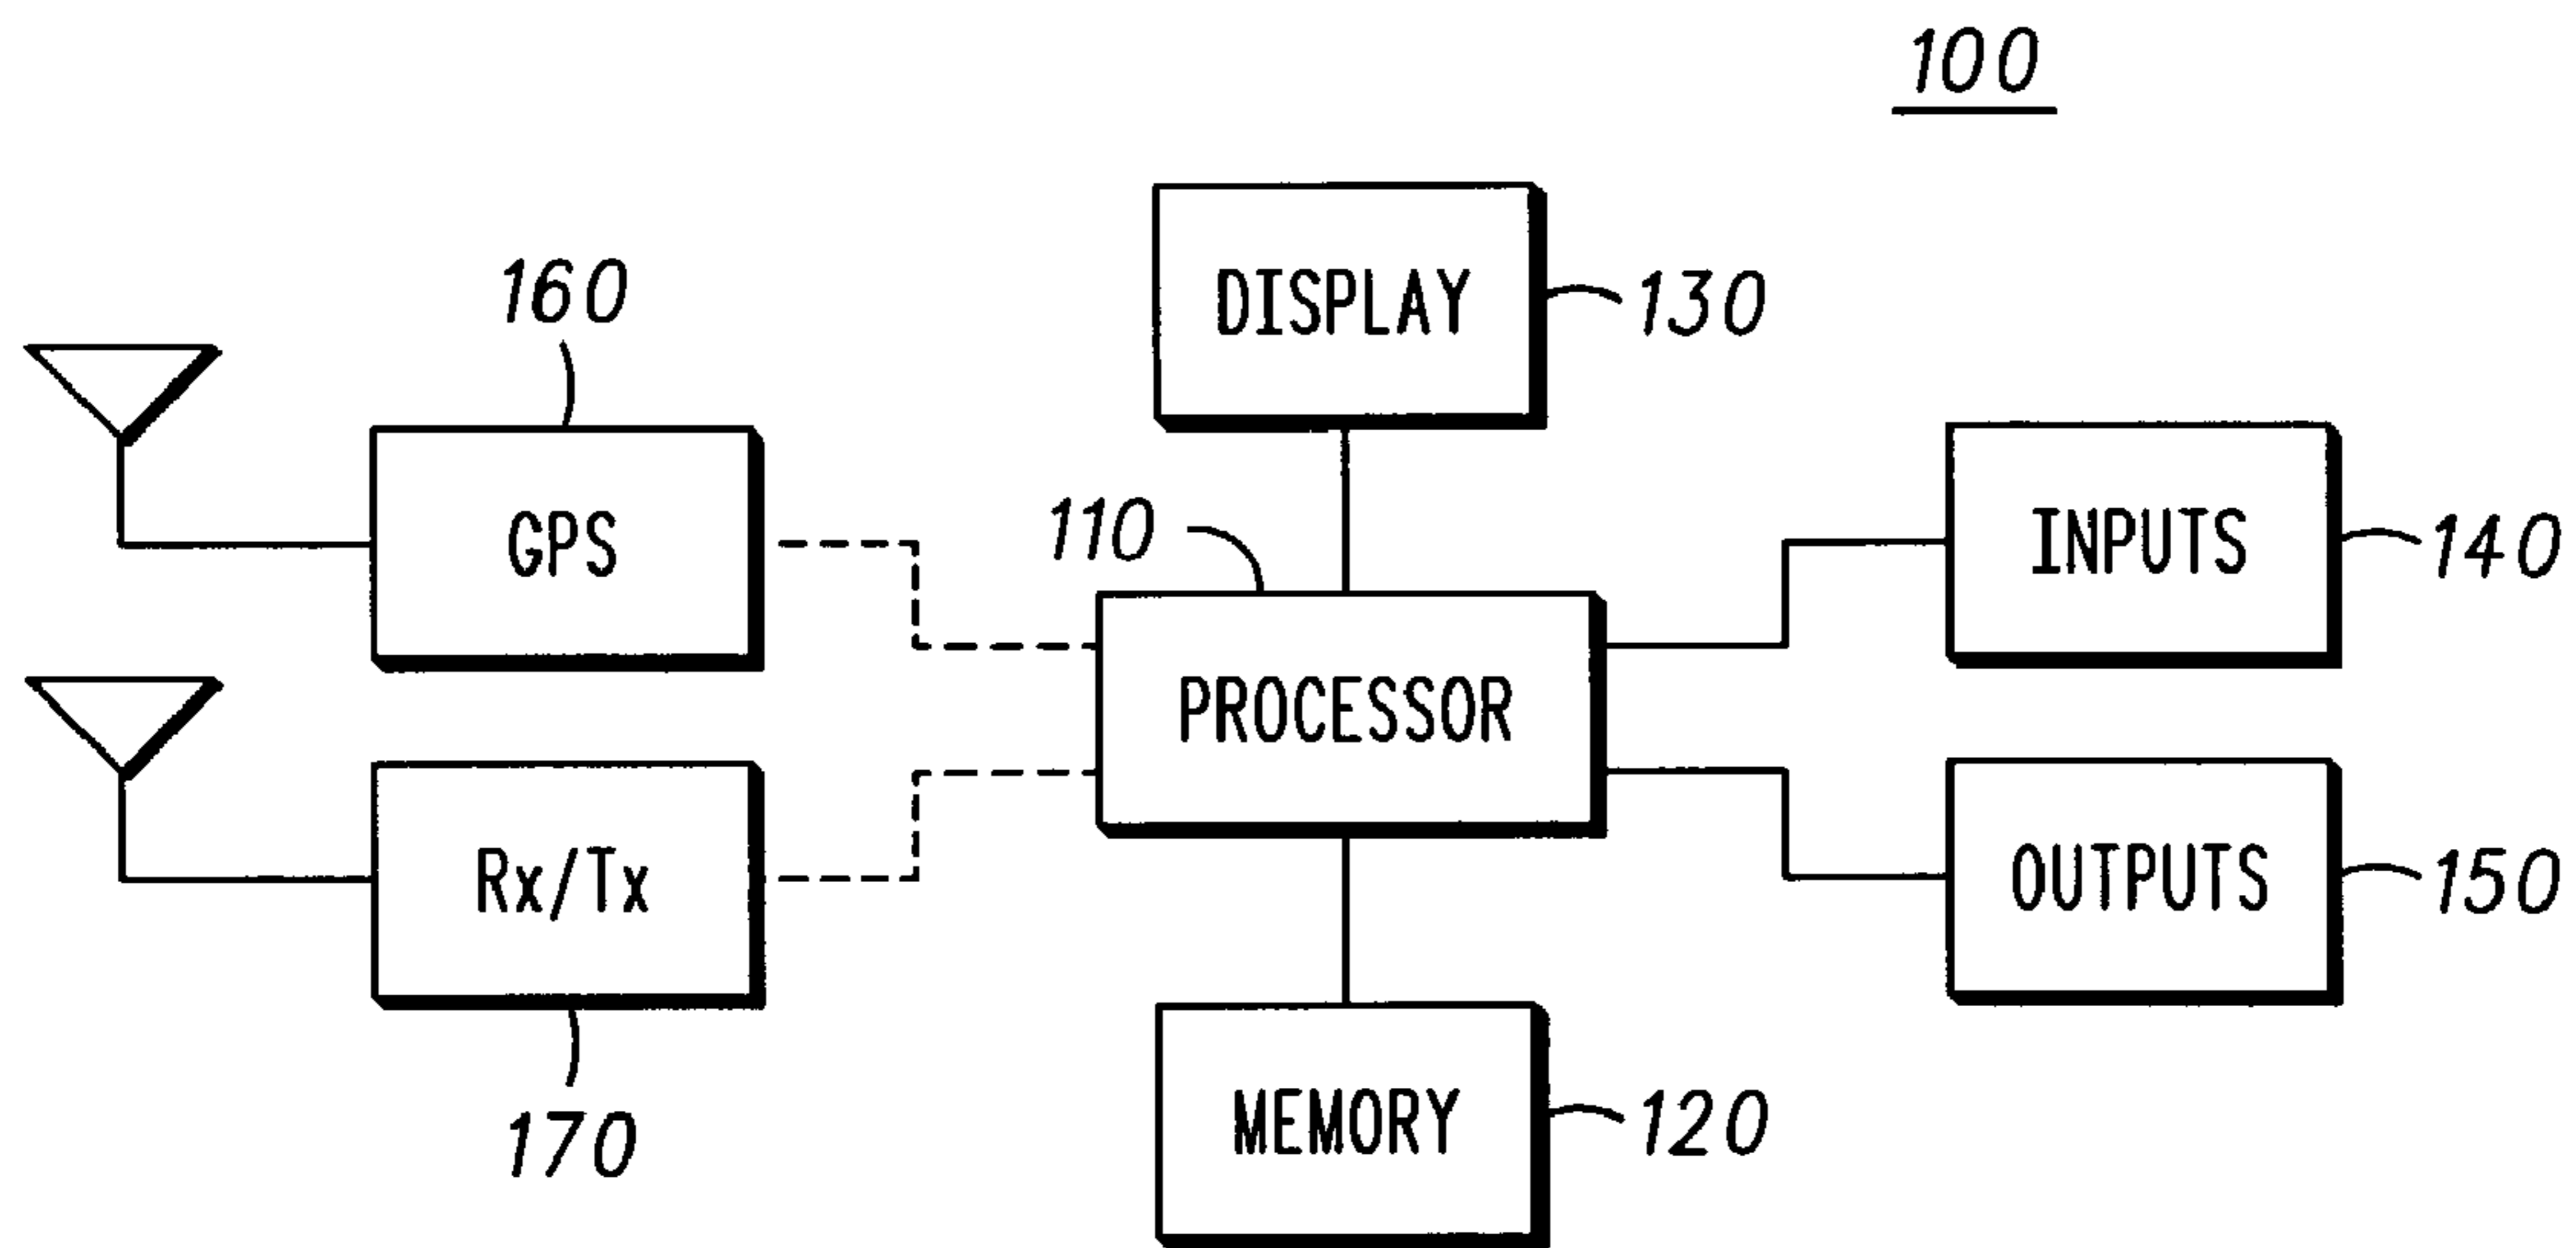 100
DISPLAY
130
160
GPS
110
INPUTS
140
PROCESSOR
Rx/Tx
OUTPUTS
150
170
MEMORY
120